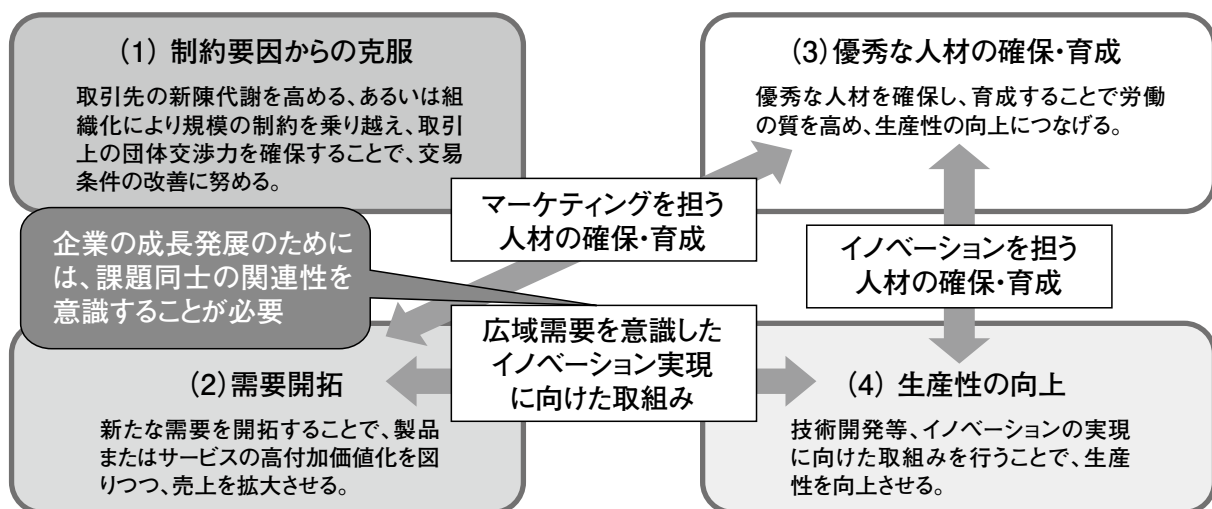 (1) 制約要因からの克服
取引先の新陳代謝を高める、あるいは組
織化により規模の制約を乗り越え、取引
上の団体交渉力を確保することで、交易
条件の改善に努める。
(3)優秀な人材の確保・育成
優秀な人材を確保し、育成することで労働
の質を高め、生産性の向上につなげる。
マーケティングを担う
人材の確保・育成
イノベーションを担う
人材の確保・育成
企業の成長発展のために
は、課題同士の関連性を
意識することが必要
広域需要を意識した
イノベーション実現
に向けた取組み
(2)需要開拓
新たな需要を開拓することで、製品
またはサービスの高付加価値化を図
りつつ、売上を拡大させる。
(4) 生産性の向上
技術開発等、イノベーションの実現
に向けた取組みを行うことで、生産
性を向上させる。